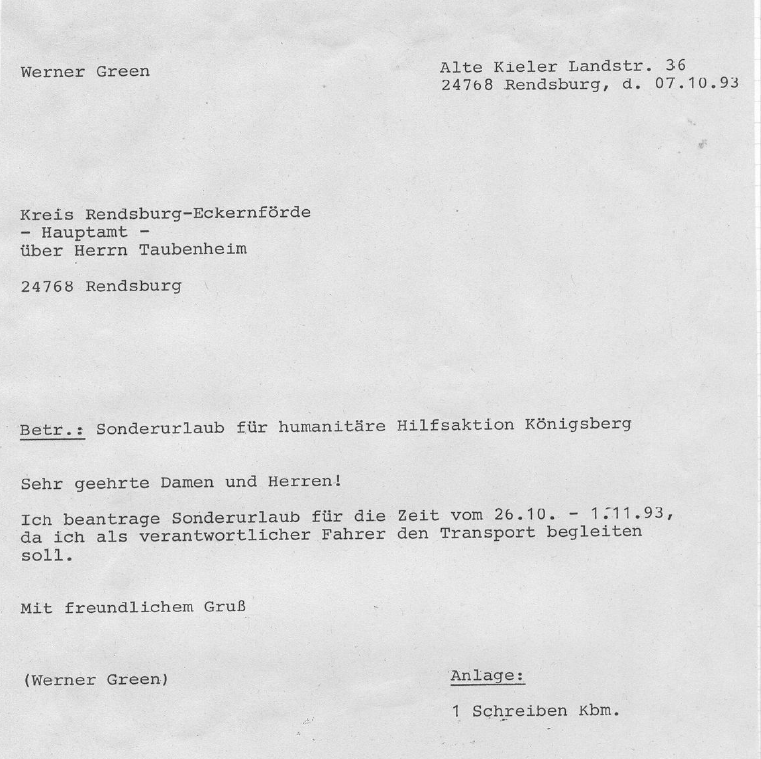 Werner Green
Alte Kieler Landstr. 36
24768 Rendsburg, d. 07.10.93
Kreis Rendsburg-Eckernförde
- Hauptamt -
über Herrn Taubenheim
24768 Rendsburg
Betr.: Sonderurlaub für humanitäre Hilfsaktion Königsberg
Sehr geehrte Damen und Herren!
Ich beantrage Sonderurlaub für die Zeit vom 26.10. - 1.11.93,
da ich als verantwortlicher Fahrer den Transport begleiten
soll.
Mit freundlichem Gruß
(Werner Green)
Anlage:
1 Schreiben Kbm.